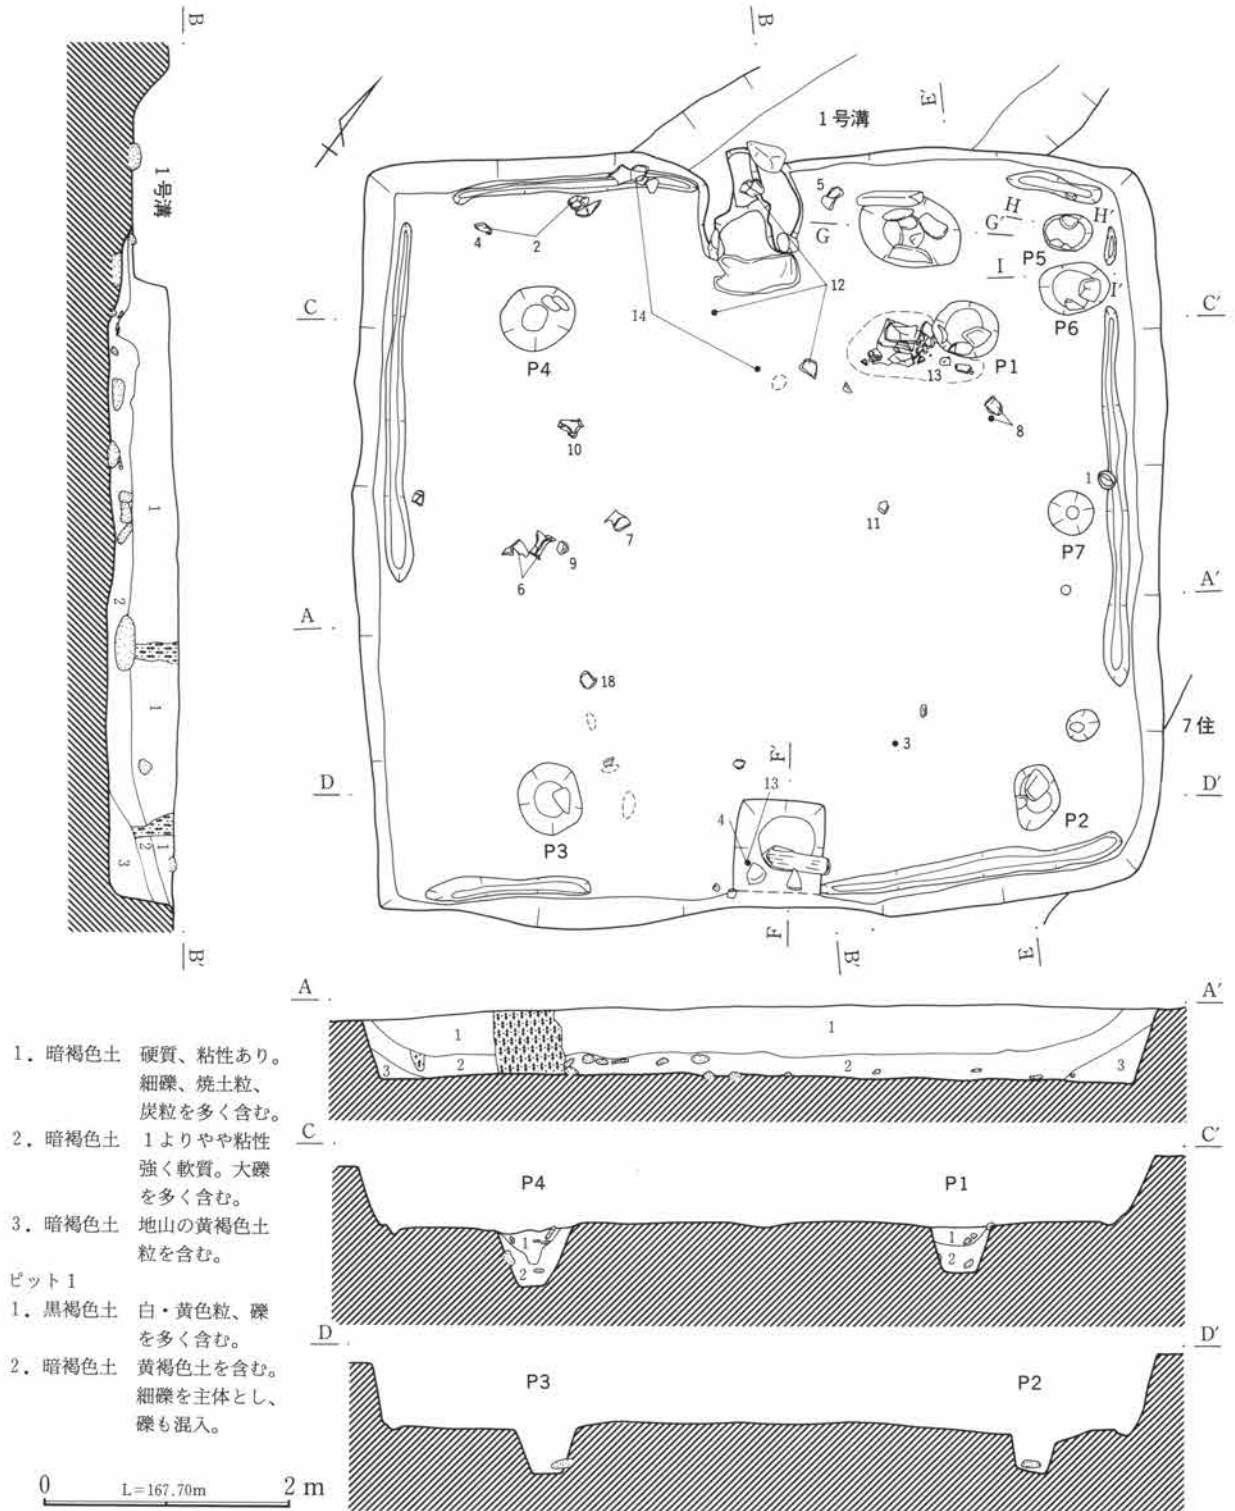 B
B
E'
1号溝
1号溝
5
G
G'
H
H'
P5
I
I'
P6
4
2
14
12
C
C'
P4
P1
13
8
10
1
11
P7
7
9
6
A
A'
18
7住
3
D
D'
F'
13
4
P3
P2
F
B'
E
B'
1
2
1
1
2
3
A
A'
1
1
2
2
3
3
C
C'
P4
P1
1
2
1
2
D
D'
P3
P2
1. 暗褐色土 硬質、粘性あり。
細礫、焼土粒、
炭粒を多く含む。
2. 暗褐色土 1よりやや粘性
強く軟質。大礫
を多く含む。
3. 暗褐色土 地山の黄褐色土
粒を含む。
ピット1
1. 黒褐色土 白・黄色粒、礫
を多く含む。
2. 暗褐色土 黄褐色土を含む。
細礫を主体とし、
礫も混入。
0 L=167.70m 2 m